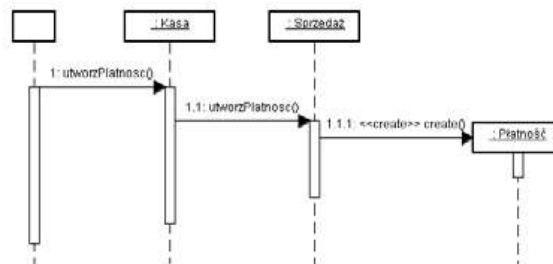 : Kasa
: Sprzedaż
1: utworzPlatnosc()
1.1: utworzPlatnosc()
1.1.1: <<create>> create()
: Płatność